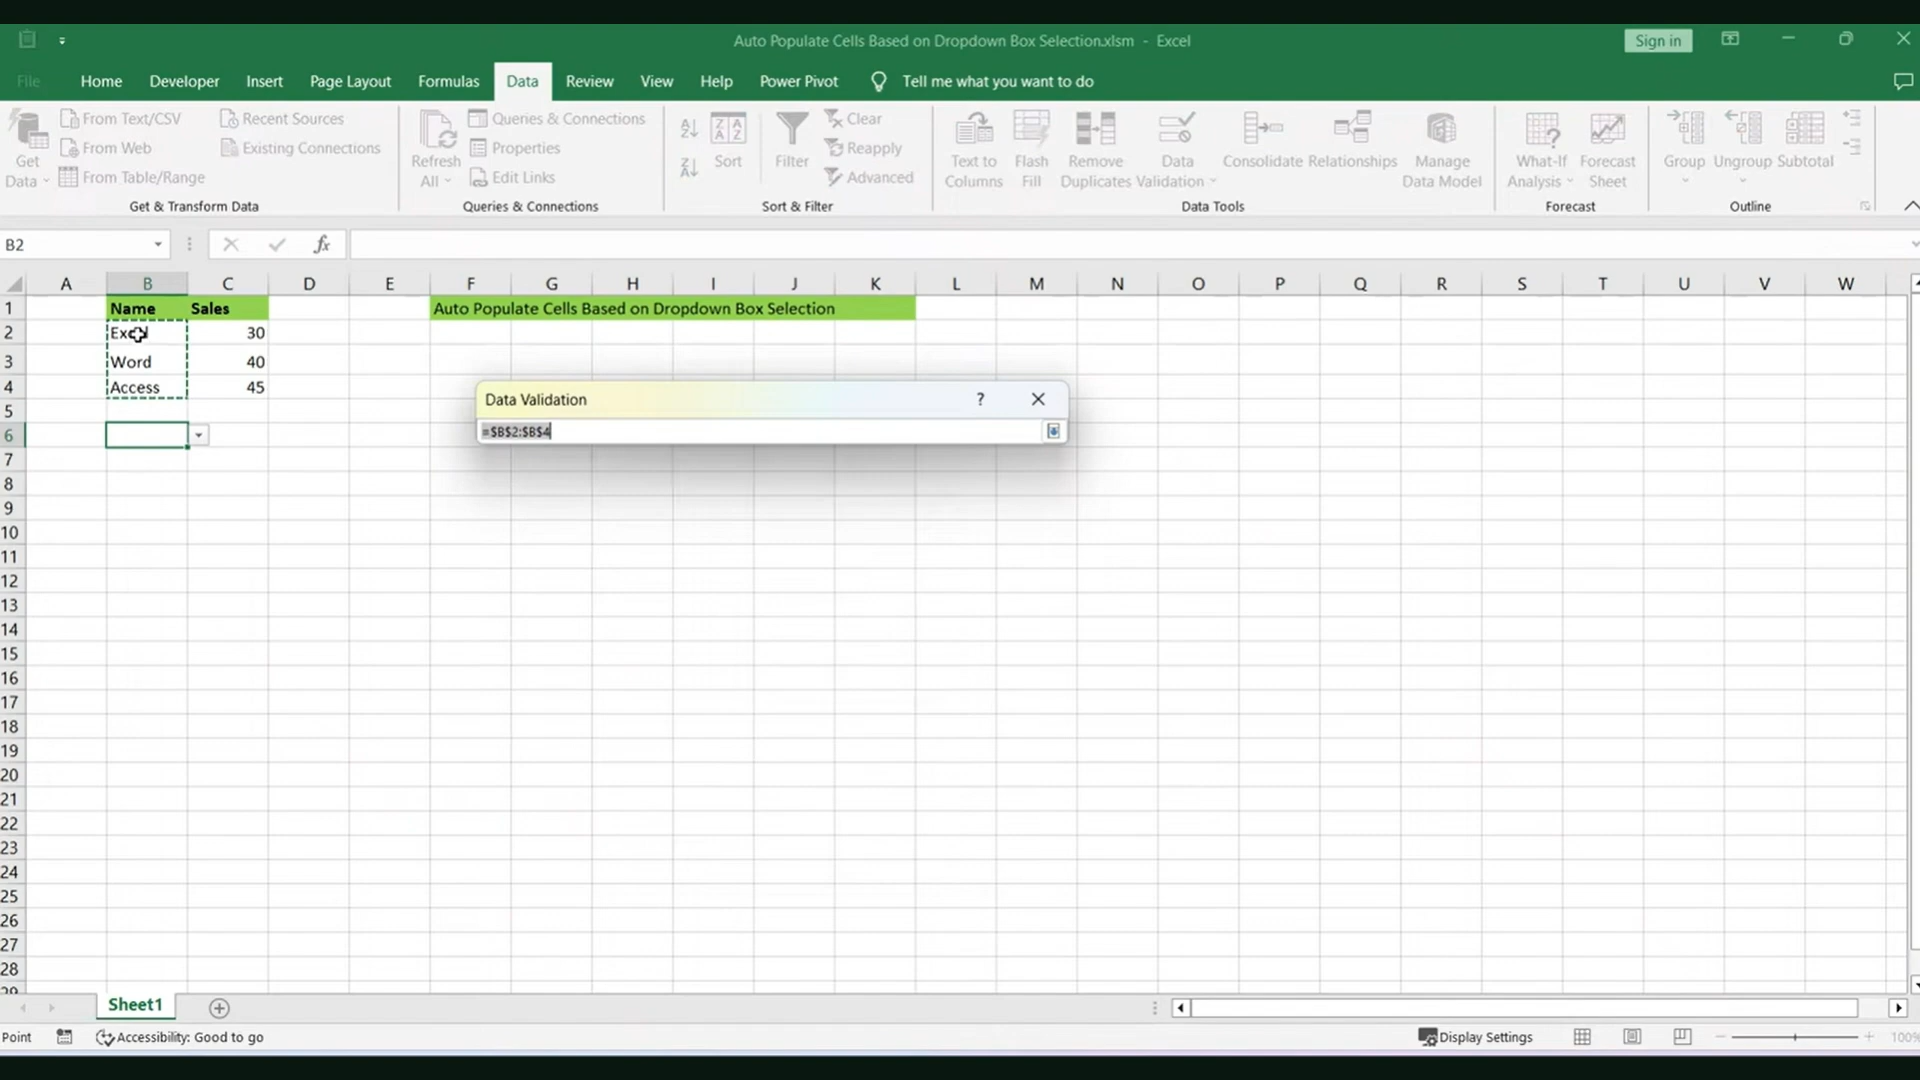 Auto Populate Cells Based on Dropdown Box Selection.xlsm - Excel
Sign in
File Home Developer Insert Page Layout Formulas Data Review View Help Power Pivot Tell me what you want to do
Get Data
From Text/CSV
From Web
From Table/Range
Recent Sources
Existing Connections
Get & Transform Data
Refresh All
Queries & Connections
Properties
Edit Links
Queries & Connections
Sort
Filter
Clear
Reapply
Advanced
Sort & Filter
Text to Columns
Flash Fill
Remove Duplicates
Data Validation
Consolidate
Relationships
Manage Data Model
Data Tools
What-If Analysis
Forecast Sheet
Forecast
Group
Ungroup
Subtotal
Outline
B2
fx
A B C D E F G H I J K L M N O P Q R S T U V W
1 Name Sales Auto Populate Cells Based on Dropdown Box Selection
2 30
3 Word 40
4 Access 45
5
6
7
8
9
10
11
12
13
14
15
16
17
18
19
20
21
22
23
24
25
26
27
28
29
Data Validation ?
=$B$2:$B$4
Sheet1
Point
Accessibility: Good to go
Display Settings
100%